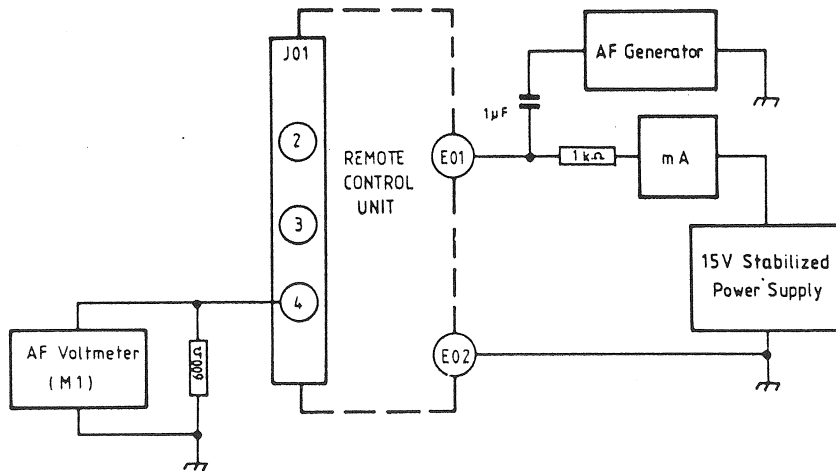 J01
AF Generator
1µF
2
REMOTE
CONTROL
UNIT
E01
1kΩ
mA
3
15V Stabilized
Power Supply
4
AF Voltmeter
(M1)
600Ω
E02